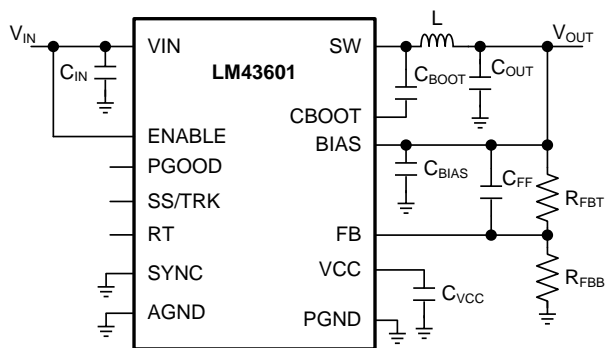 VIN
CIN
VIN
ENABLE
PGOOD
SS/TRK
RT
SYNC
AGND
LM43601
SW
CBOOT
BIAS
FB
VCC
PGND
L
VOUT
CBOOT
COUT
CBIAS
CFF
RFBT
RFBB
CVCC